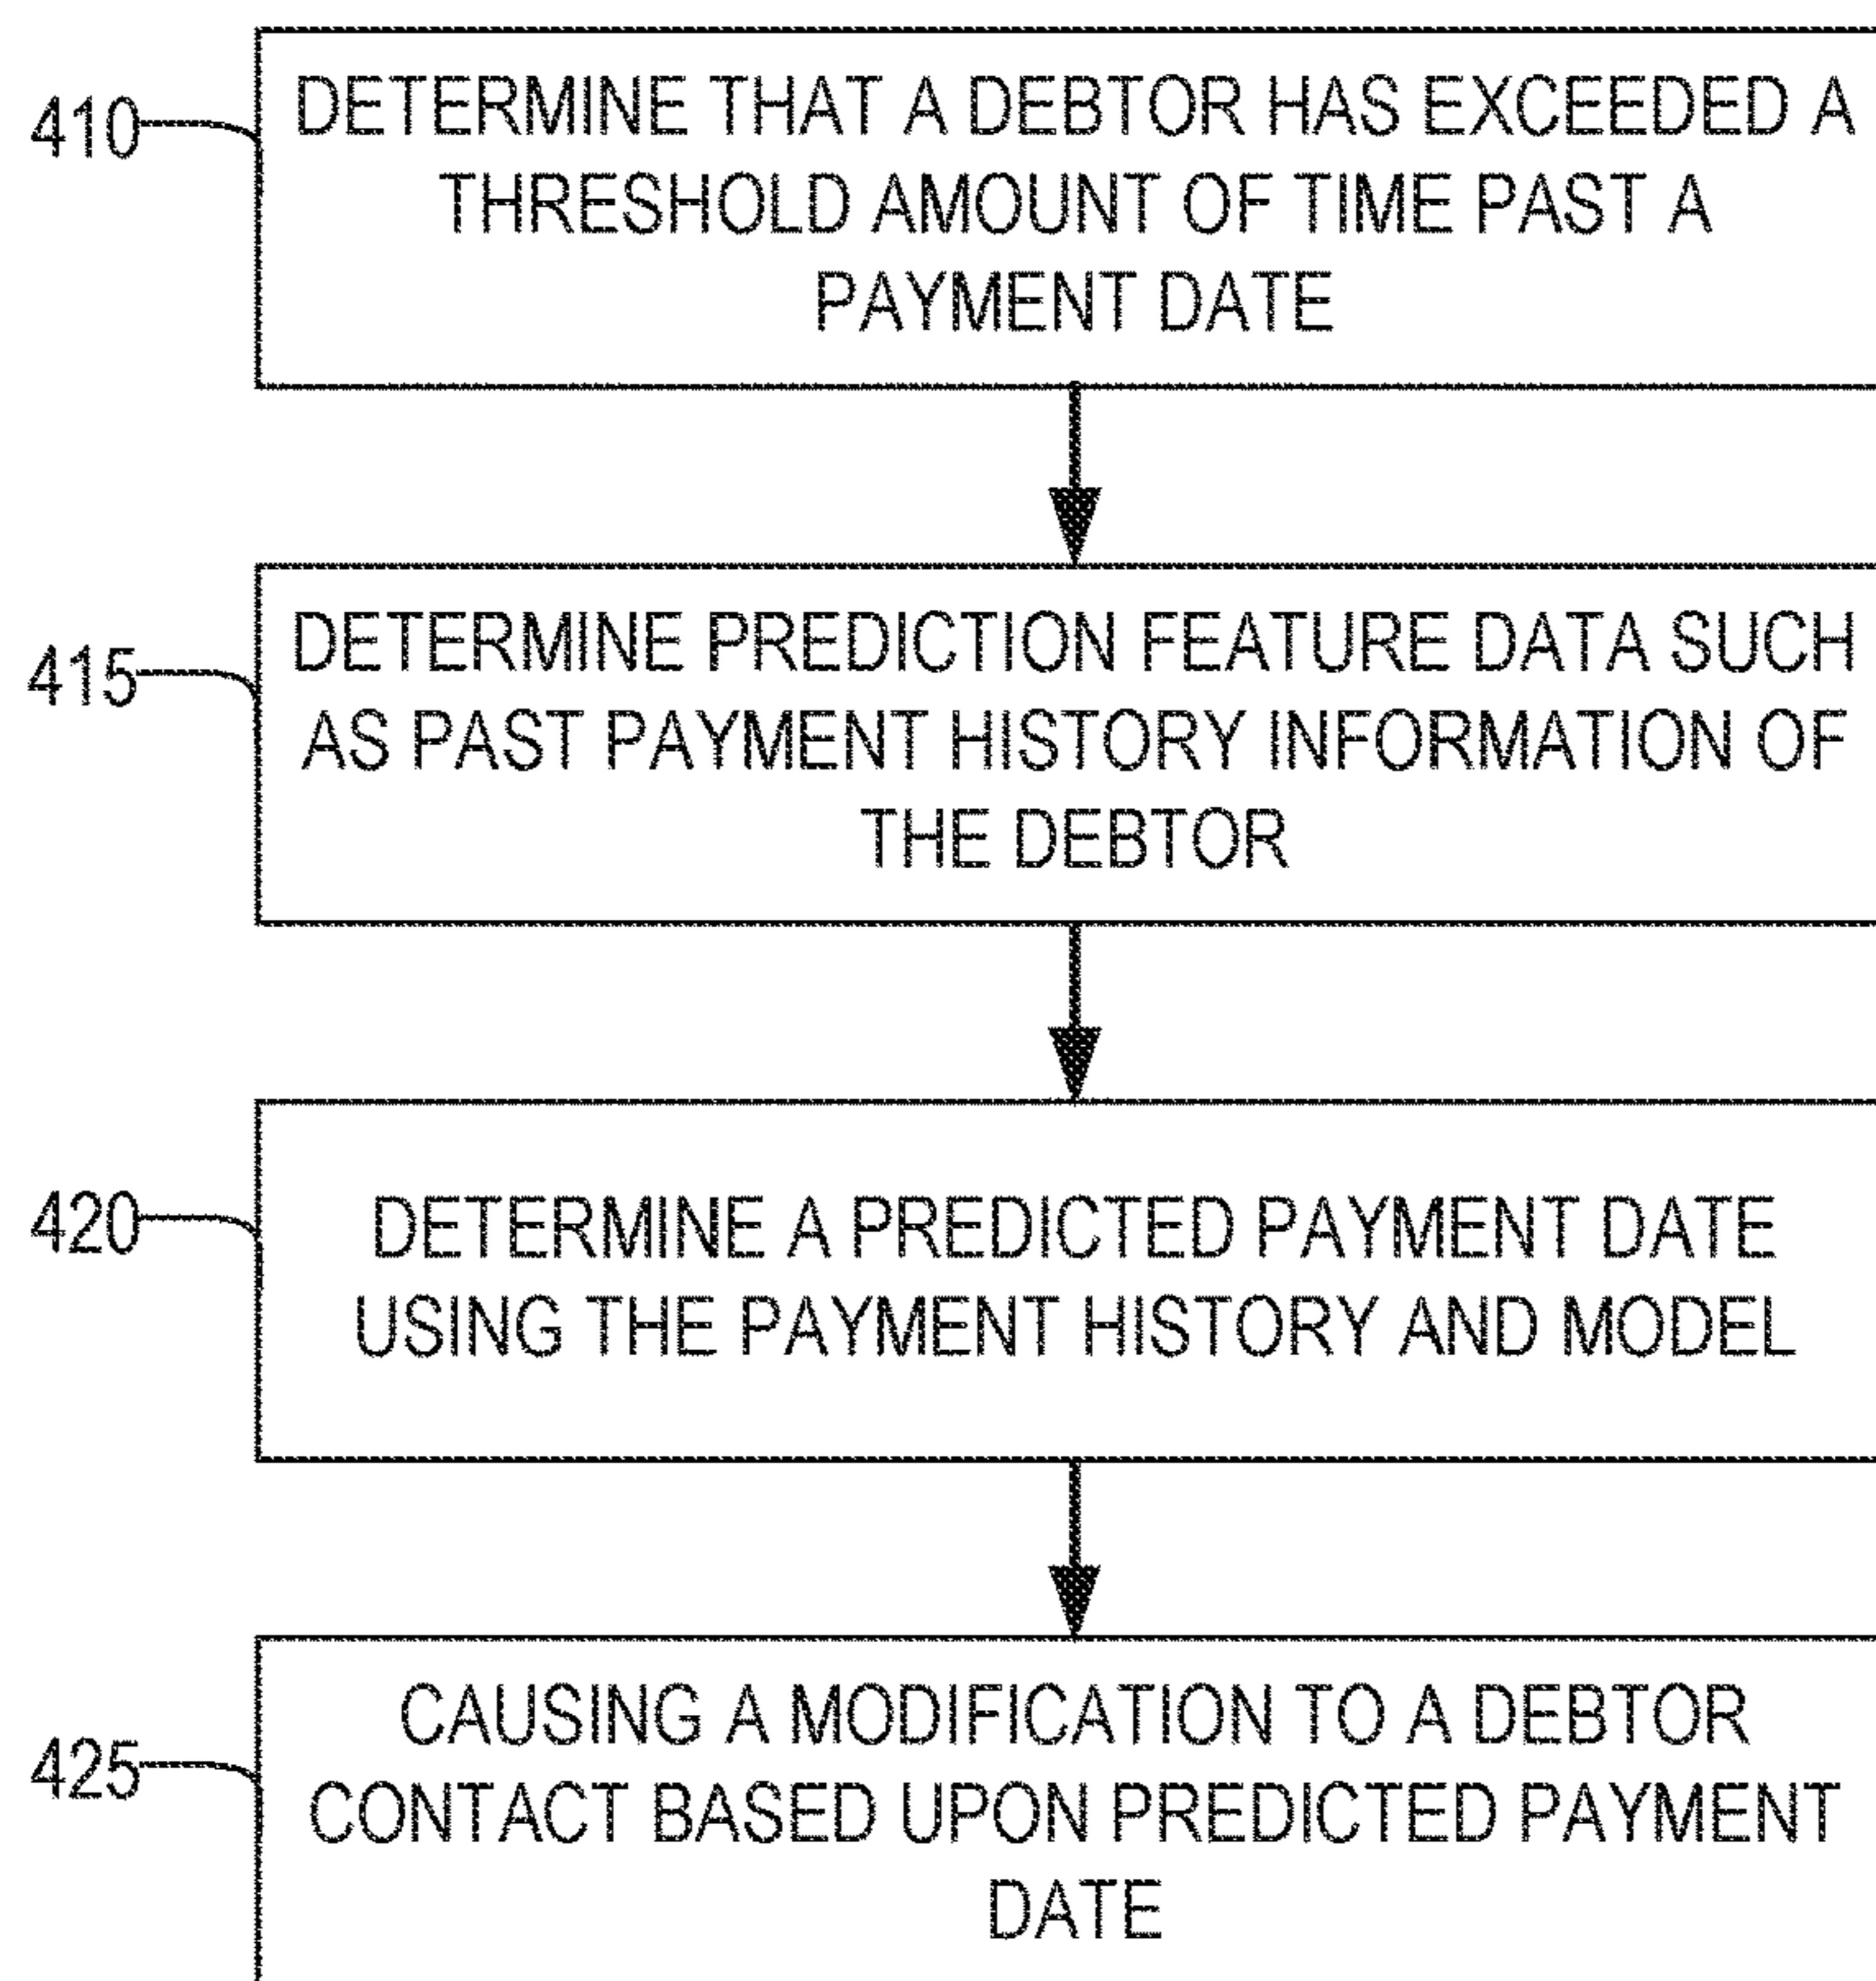 410
DETERMINE THAT A DEBTOR HAS EXCEEDED A
THRESHOLD AMOUNT OF TIME PAST A
PAYMENT DATE
415
DETERMINE PREDICTION FEATURE DATA SUCH
AS PAST PAYMENT HISTORY INFORMATION OF
THE DEBTOR
420
DETERMINE A PREDICTED PAYMENT DATE
USING THE PAYMENT HISTORY AND MODEL
425
CAUSING A MODIFICATION TO A DEBTOR
CONTACT BASED UPON PREDICTED PAYMENT
DATE